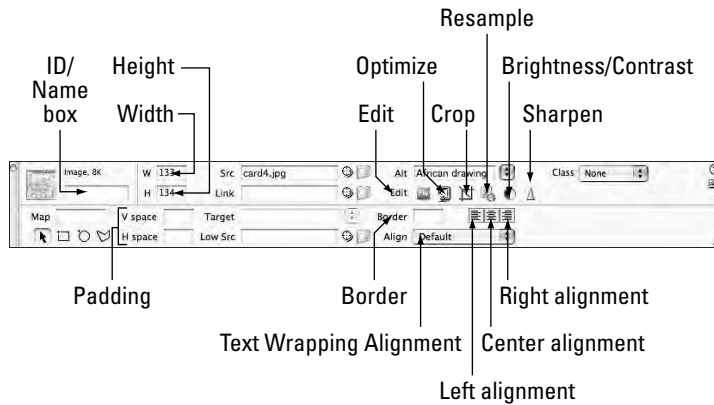 Resample
ID/
Name
box
Height
Optimize
Brightness/Contrast
Width
Edit
Crop
Sharpen
Image, 8K
W 133
Src card4.jpg
Alt African drawing
Class None
H 134
Link
Edit
Map
V space
Target
Border
H space
Low Src
Align Default
Padding
Border
Right alignment
Text Wrapping Alignment
Center alignment
Left alignment